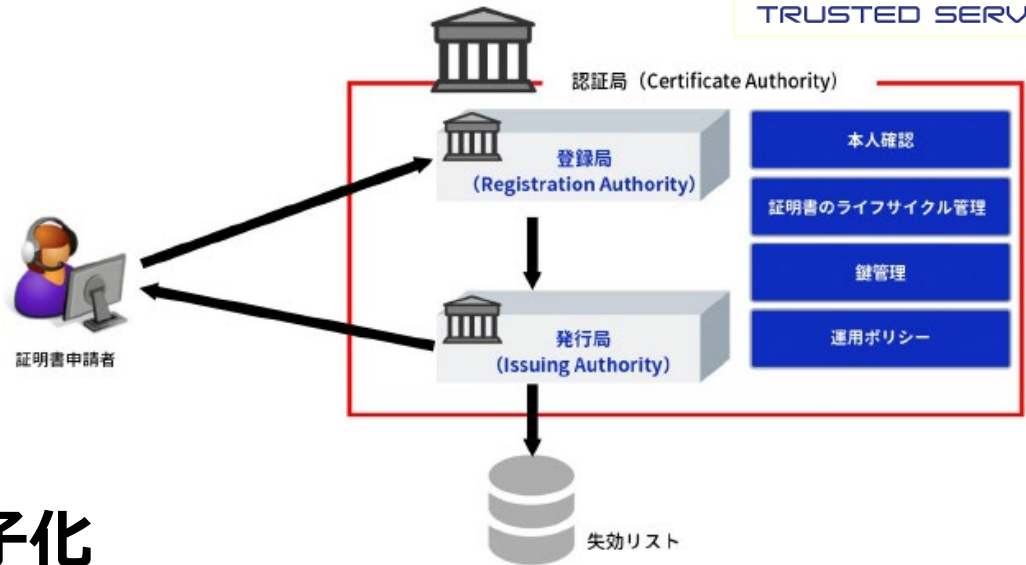 TRUSTED SERV
認証局（Certificate Authority）
登録局
（Registration Authority）
本人確認
証明書のライフサイクル管理
鍵管理
運用ポリシー
発行局
（Issuing Authority）
証明書申請者
失効リスト
子化